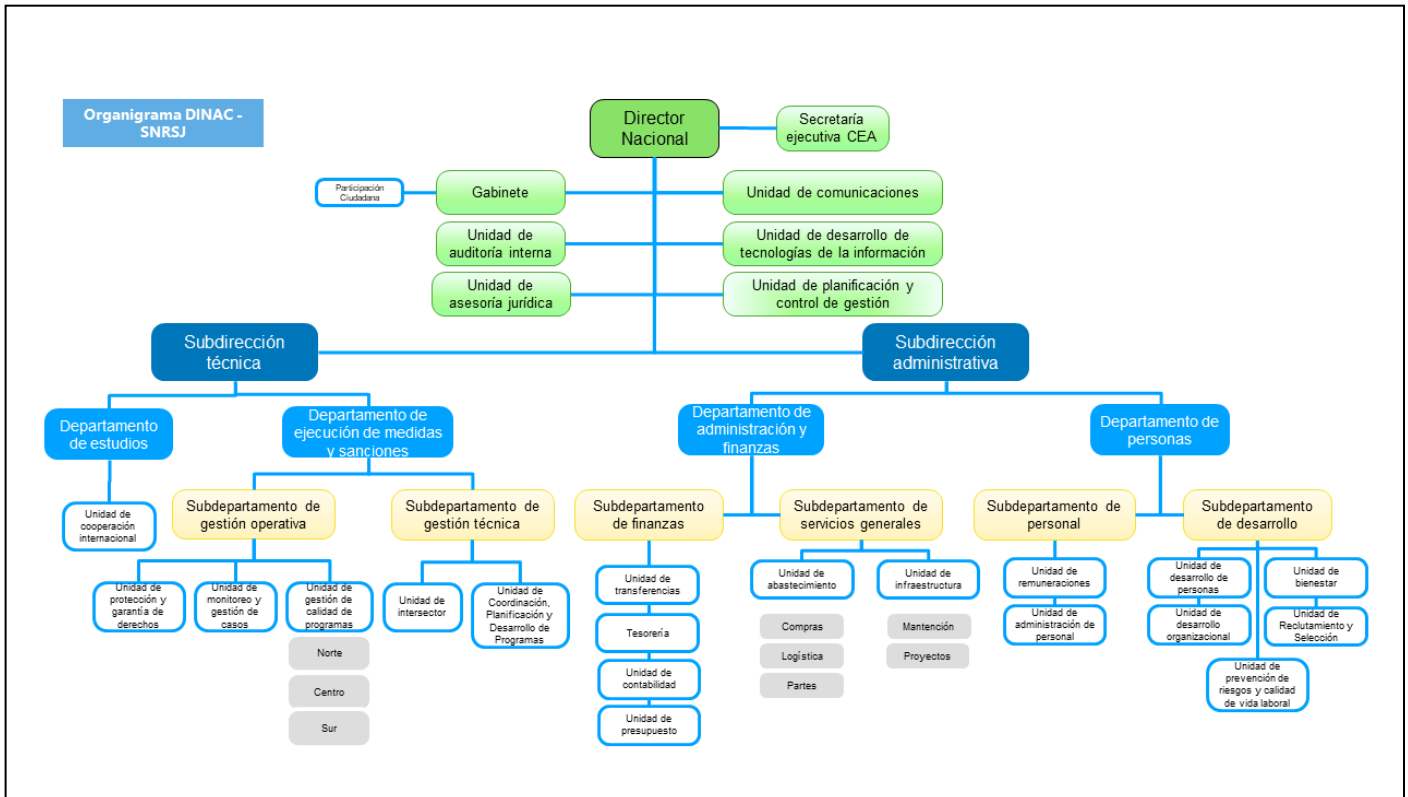 Organigrama DINAC -
SNRSJ
Director
Nacional
Secretaría
ejecutiva CEA
Participación
Ciudadana
Gabinete
Unidad de comunicaciones
Unidad de
auditoría interna
Unidad de desarrollo de
tecnologías de la información
Unidad de
asesoría jurídica
Unidad de planificación y
control de gestión
Subdirección
técnica
Subdirección
administrativa
Departamento
de estudios
Departamento de
ejecución de medidas
y sanciones
Departamento de
administración y
finanzas
Departamento de
personas
Unidad de
cooperación
internacional
Subdepartamento de
gestión operativa
Subdepartamento de
gestión técnica
Subdepartamento
de finanzas
Subdepartamento de
servicios generales
Subdepartamento de
personal
Subdepartamento
de desarrollo
Unidad de
protección y
garantía de
derechos
Unidad de
monitoreo y
gestión de
casos
Unidad de
gestión de
calidad de
programas
Norte
Centro
Sur
Unidad de
intersector
Unidad de
Coordinación,
Planificación y
Desarrollo de
Programas
Unidad de
transferencias
Tesorería
Unidad de
contabilidad
Unidad de
presupuesto
Unidad de
abastecimiento
Compras
Logística
Partes
Unidad de
infraestructura
Mantención
Proyectos
Unidad de
remuneraciones
Unidad de
administración de
personal
Unidad de
desarrollo de
personas
Unidad de
desarrollo
organizacional
Unidad de
bienestar
Unidad de
Reclutamiento y
Selección
Unidad de
prevención de
riesgos y calidad
de vida laboral